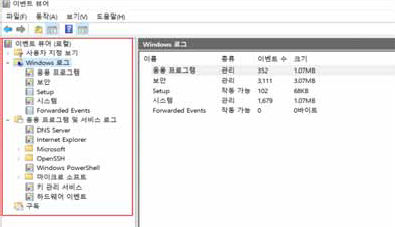 이벤트 뷰어
파일(F) 동작(A) 보기(V) 도움말(H)
이벤트 뷰어 (로컬)
사용자 지정 보기
Windows 로그
응용 프로그램
보안
Setup
시스템
Forwarded Events
응용 프로그램 및 서비스 로그
DNS Server
Internet Explorer
Microsoft
OpenSSH
Windows PowerShell
마이크로 소프트
키 관리 서비스
하드웨어 이벤트
구독
Windows 로그
이름 종류 이벤트 수 크기
응용 프로그램 관리 352 1.07MB
보안 관리 3,111 3.07MB
Setup 작동 가능 102 68KB
시스템 관리 1,679 1.07MB
Forwarded Events 작동 가능 0 0바이트